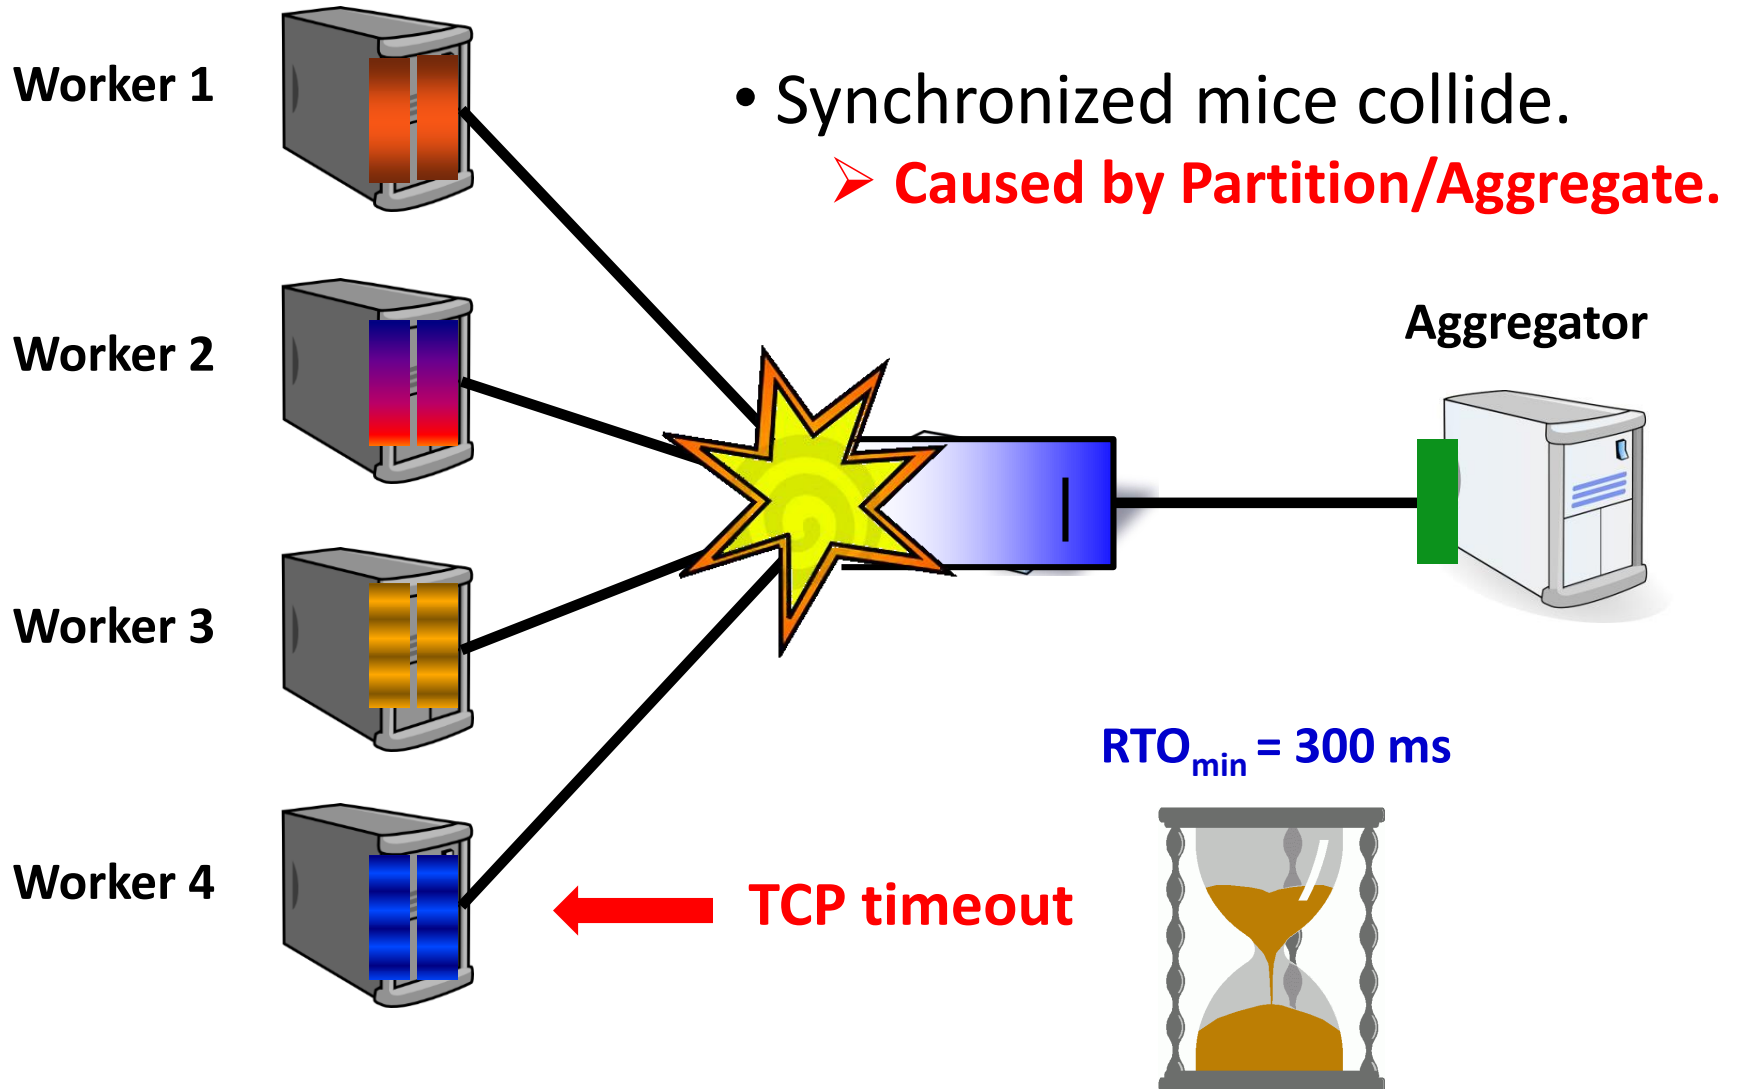 Worker 1
• Synchronized mice collide.
➢ Caused by Partition/Aggregate.
Worker 2
Aggregator
Worker 3
RTOmin = 300 ms
Worker 4
TCP timeout